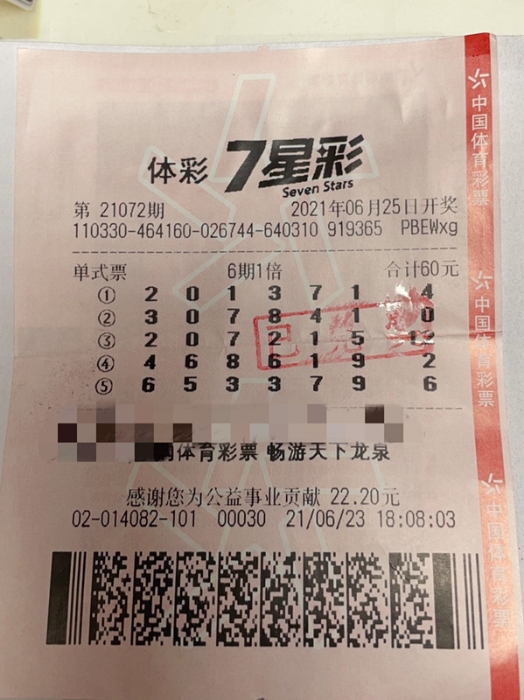 体彩 7星彩
Seven Stars
第 21072期 2021年06月25日开奖
110330-464160-026744-640310 919365 PBEWxg
单式票 6期1倍 合计60元
① 2 0 1 3 7 1 4
② 3 0 7 8 4 1 0
③ 2 0 7 2 1 5 12
④ 4 6 8 6 1 9 2
⑤ 6 5 3 3 7 9 6
已兑
体育彩票 畅游天下龙泉
感谢您为公益事业贡献 22.20元
02-014082-101 00030 21/06/23 18:08:03
中国体育彩票
中国体育彩票
中国体育彩票